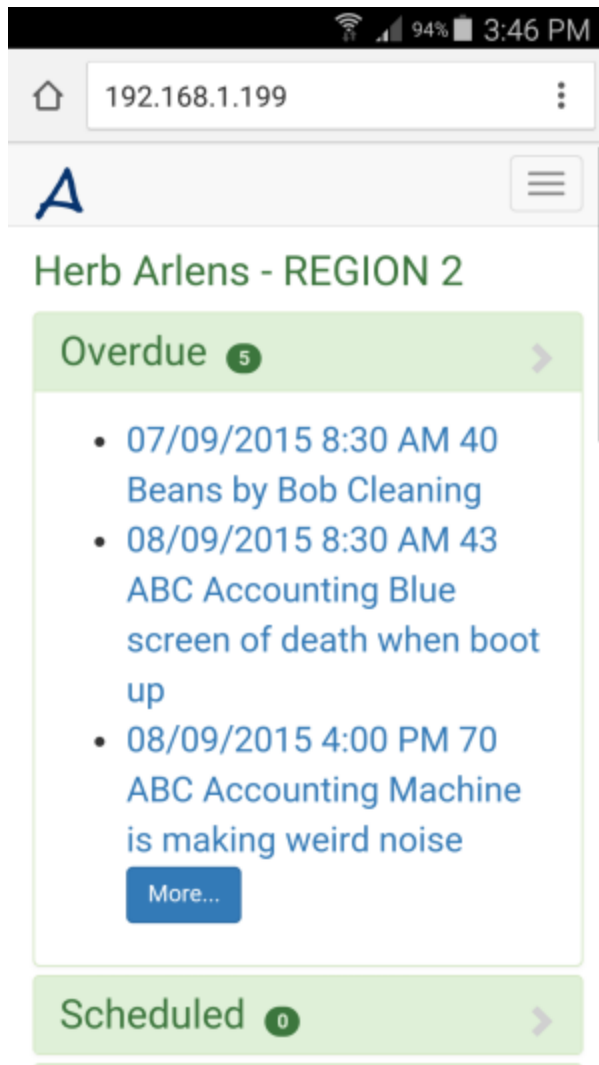 94% 3:46 PM
192.168.1.199
A
Herb Arlens - REGION 2
Overdue 5
• 07/09/2015 8:30 AM 40
Beans by Bob Cleaning
• 08/09/2015 8:30 AM 43
ABC Accounting Blue
screen of death when boot
up
• 08/09/2015 4:00 PM 70
ABC Accounting Machine
is making weird noise
More...
Scheduled 0